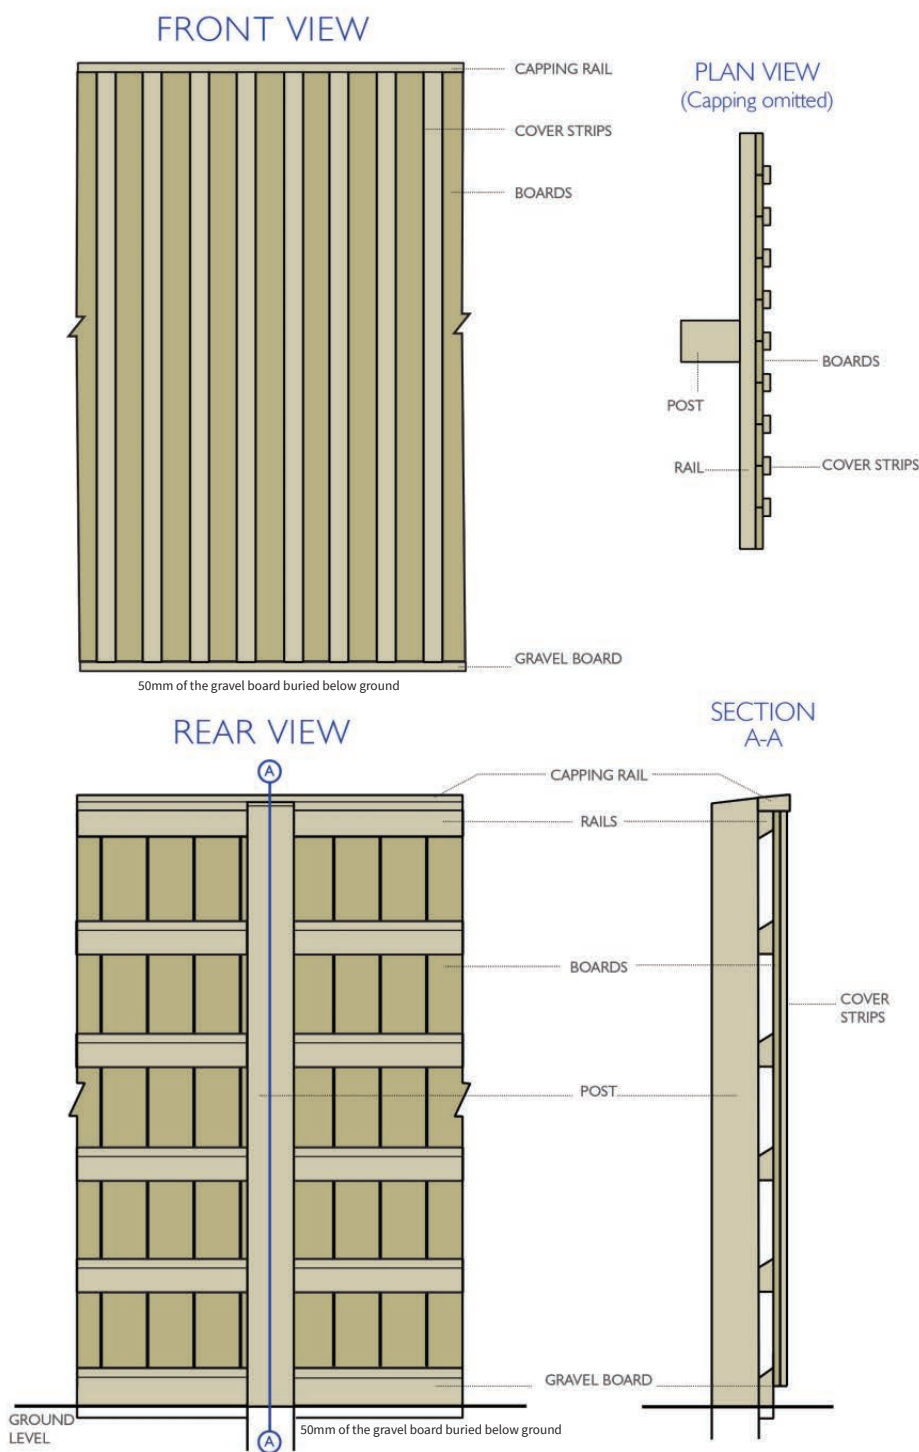 FRONT VIEW
CAPPING RAIL
COVER STRIPS
BOARDS
GRAVEL BOARD
50mm of the gravel board buried below ground
PLAN VIEW
(Capping omitted)
BOARDS
POST
RAIL
COVER STRIPS
REAR VIEW
A
SECTION
A-A
CAPPING RAIL
RAILS
BOARDS
COVER
STRIPS
POST
GRAVEL BOARD
GROUND
LEVEL
50mm of the gravel board buried below ground
A